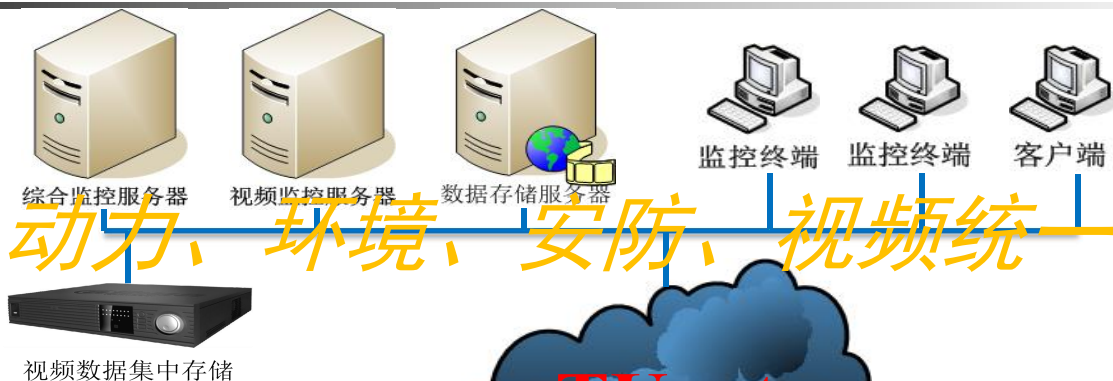 监控终端 监控终端 客户端
综合监控服务器 视频监控服务器 数据存储服务器
动力、环境、安防、视频统一
视频数据集中存储